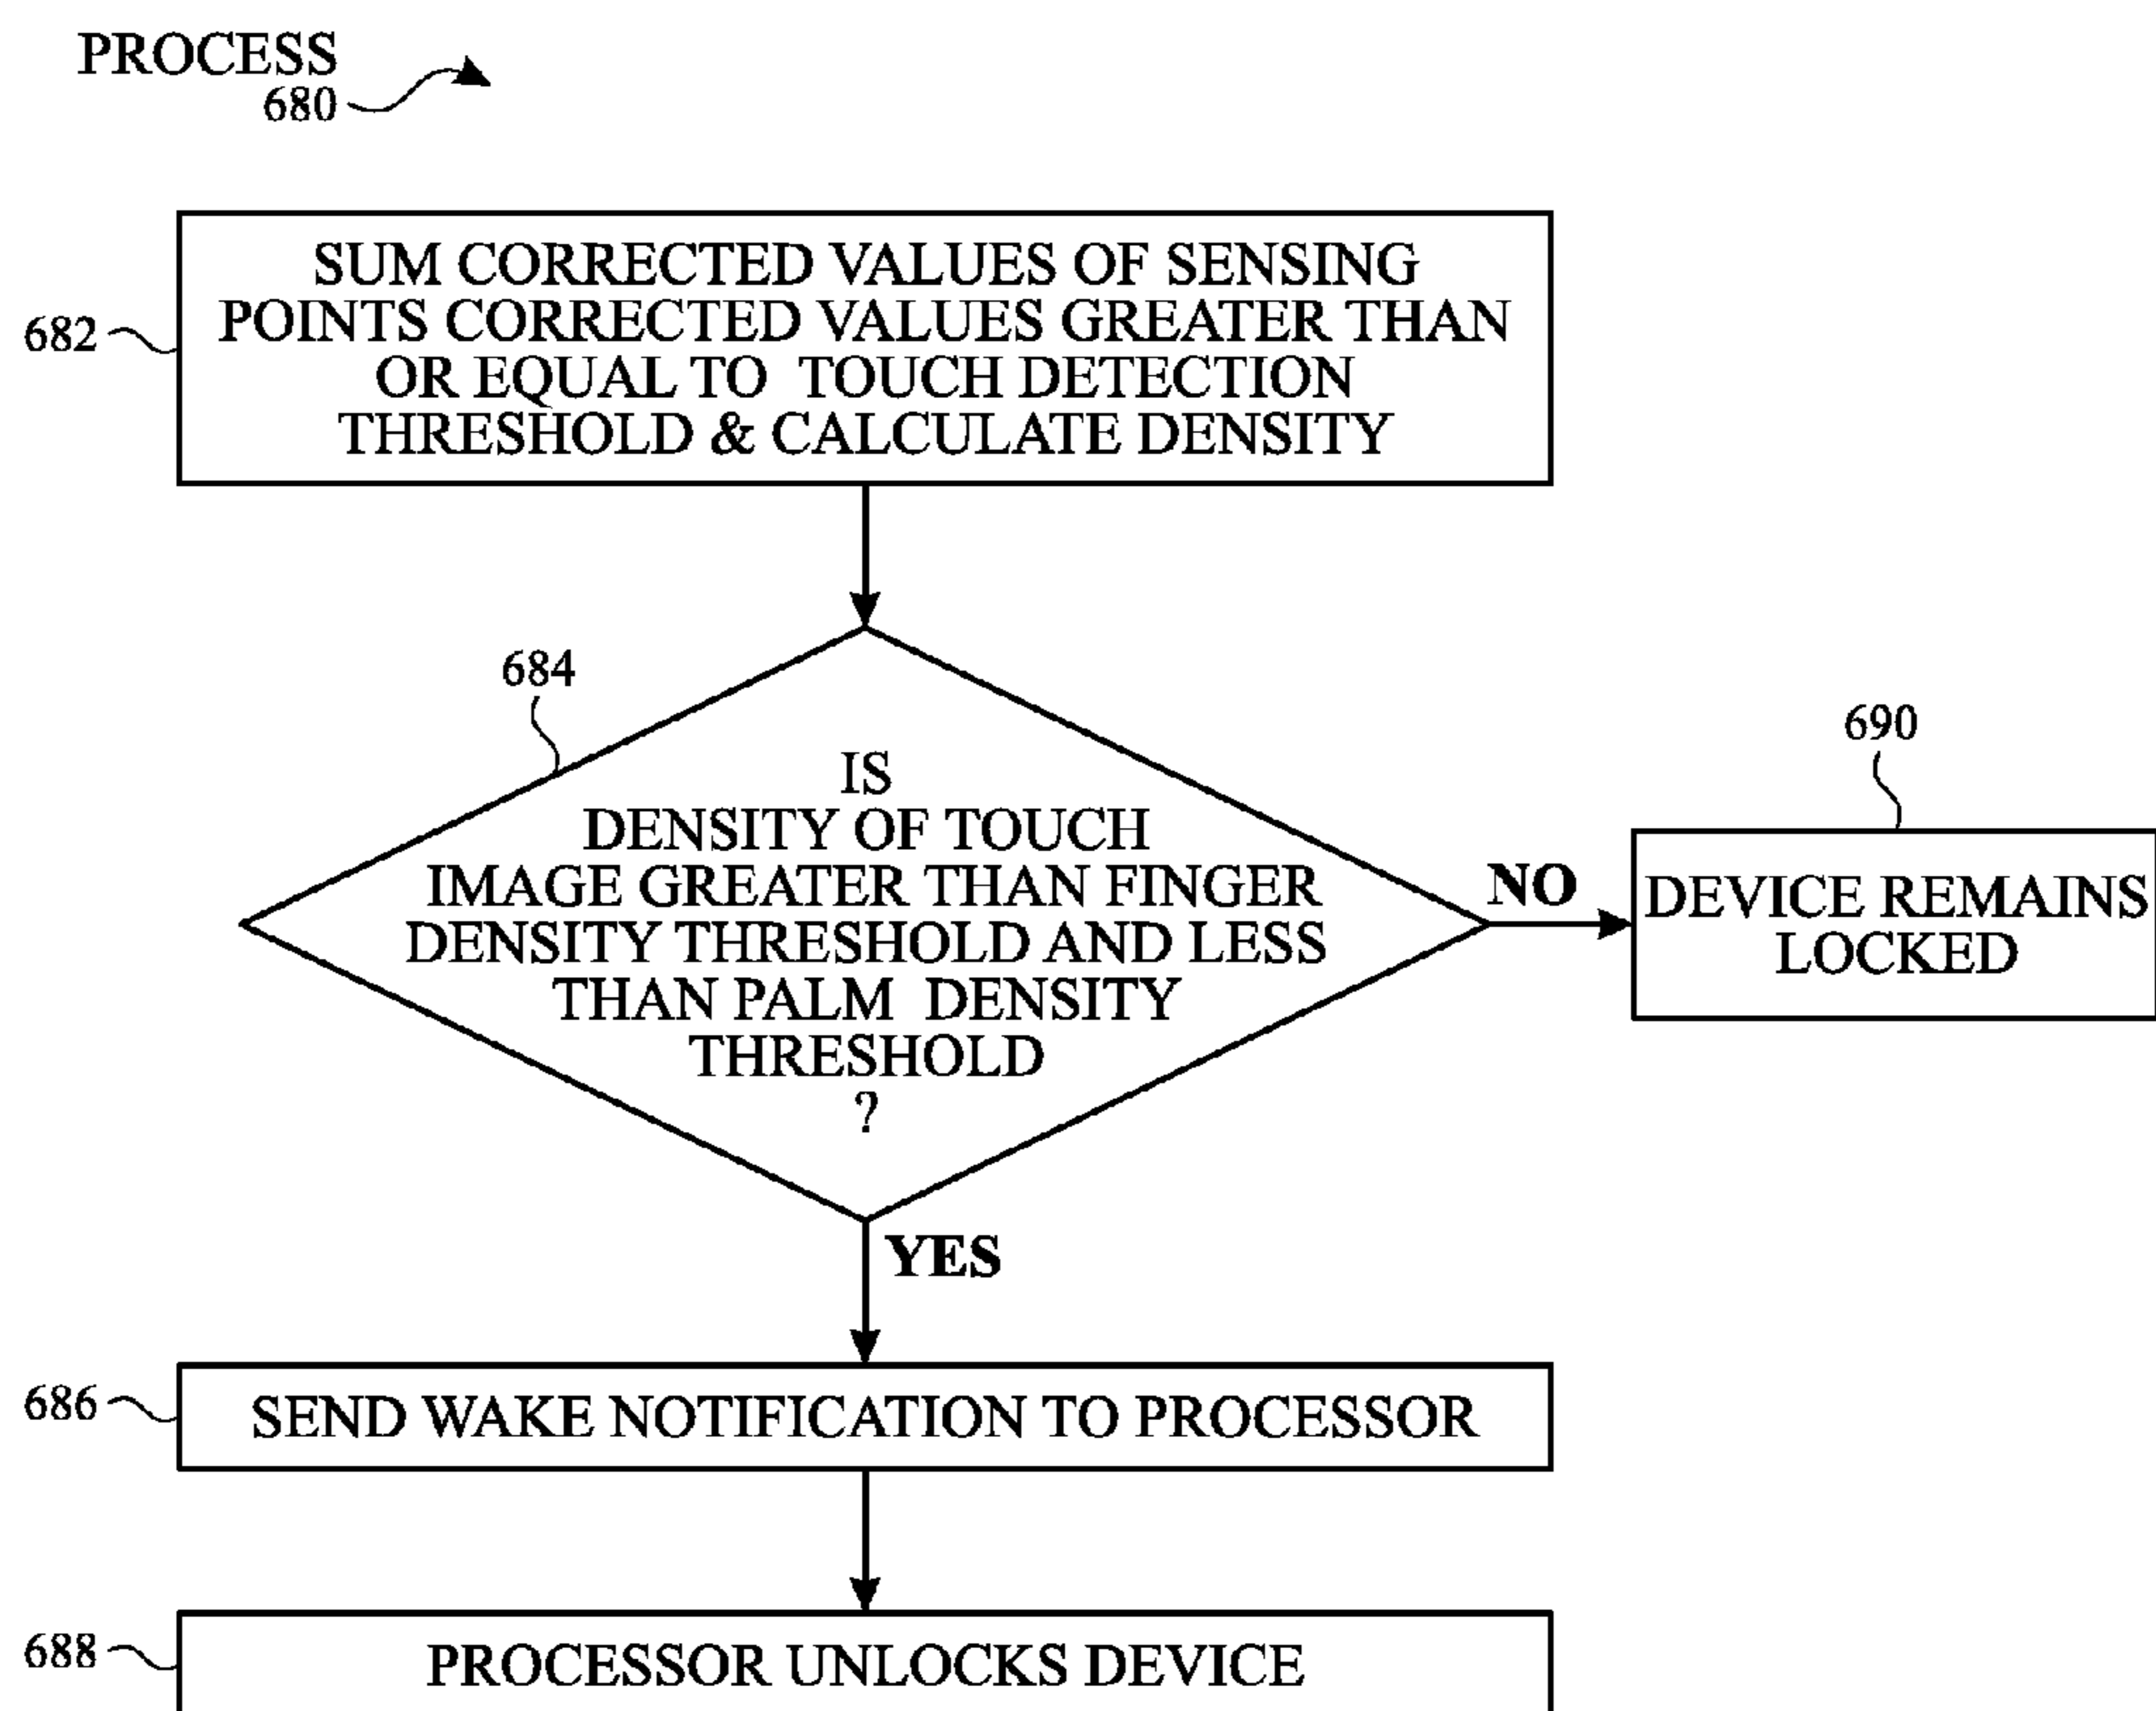 PROCESS
680
682
SUM CORRECTED VALUES OF SENSING
POINTS CORRECTED VALUES GREATER THAN
OR EQUAL TO TOUCH DETECTION
THRESHOLD & CALCULATE DENSITY
684
IS
DENSITY OF TOUCH
IMAGE GREATER THAN FINGER
DENSITY THRESHOLD AND LESS
THAN PALM DENSITY
THRESHOLD
?
NO
690
DEVICE REMAINS
LOCKED
YES
686
SEND WAKE NOTIFICATION TO PROCESSOR
688
PROCESSOR UNLOCKS DEVICE